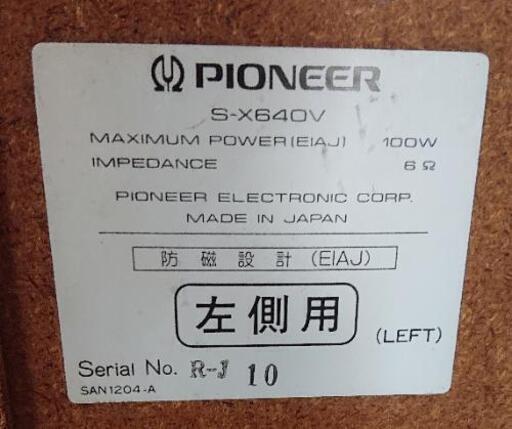 PIONEER
S-X640V
MAXIMUM POWER(EIAJ) 100W
IMPEDANCE 6Ω
PIONEER ELECTRONIC CORP.
MADE IN JAPAN
防磁設計(EIAJ)
左側用 (LEFT)
Serial No. R-J 10
SAN1204-A